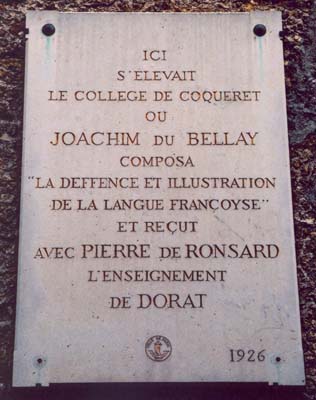 ICI
S'ELEVAIT
LE COLLEGE DE COQUERET
OU
JOACHIM DU BELLAY
COMPOSA
"LA DEFFENCE ET ILLUSTRATION
DE LA LANGUE FRANÇOYSE"
ET REÇUT
AVEC PIERRE DE RONSARD
L'ENSEIGNEMENT
DE DORAT
1926